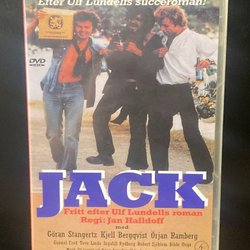 Efter Ulf Lundells succéroman!
DVD
JACK
Fritt efter Ulf Lundells roman
Regi: Jan Halldoff
med
Göran Stangertz Kjell Bergqvist Örjan Ramberg